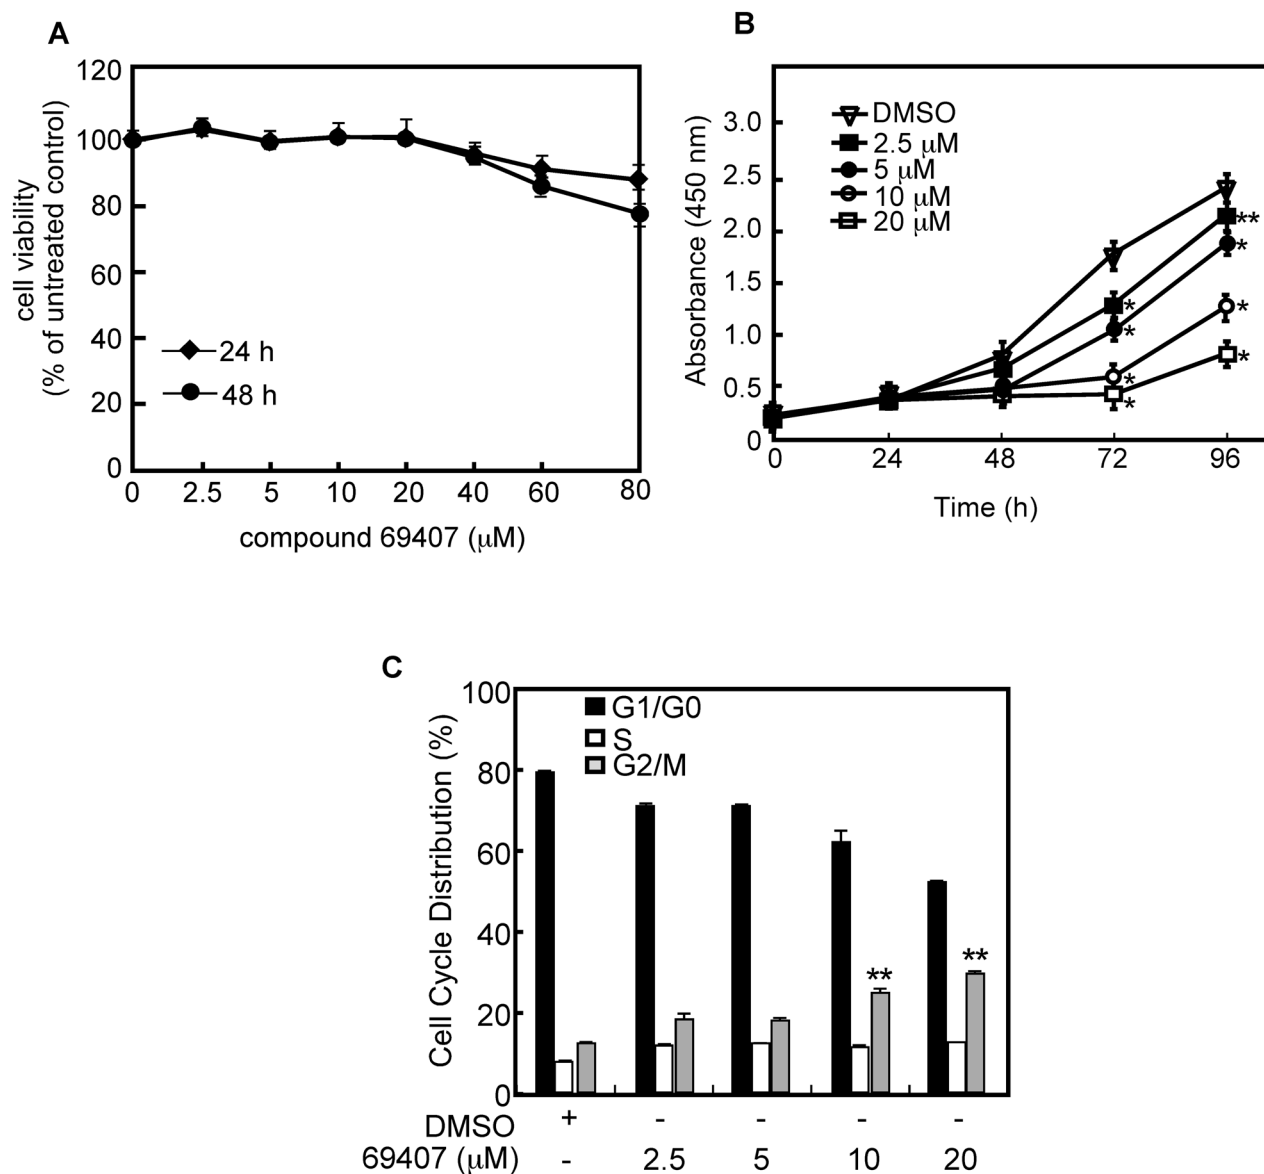 A
120
100
80
60
40
20
0
cell viability
(% of untreated control)
24 h
48 h
0 2.5 5 10 20 40 60 80
compound 69407 (μM)
B
3.0
2.5
2.0
1.5
1.0
0.5
0
Absorbance (450 nm)
DMSO
2.5 μM
5 μM
10 μM
20 μM
**
*
*
*
*
*
*
*
0 24 48 72 96
Time (h)
C
100
80
60
40
20
0
Cell Cycle Distribution (%)
G1/G0
S
G2/M
**
**
DMSO + - - - -
69407 (μM) - 2.5 5 10 20